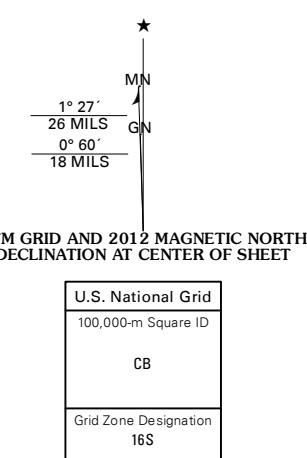 ★
MN
1° 27´
26 MILS
GN
0° 60´
18 MILS
TM GRID AND 2012 MAGNETIC NORTH
DECLINATION AT CENTER OF SHEET
U.S. National Grid
100,000-m Square ID
CB
Grid Zone Designation
16S